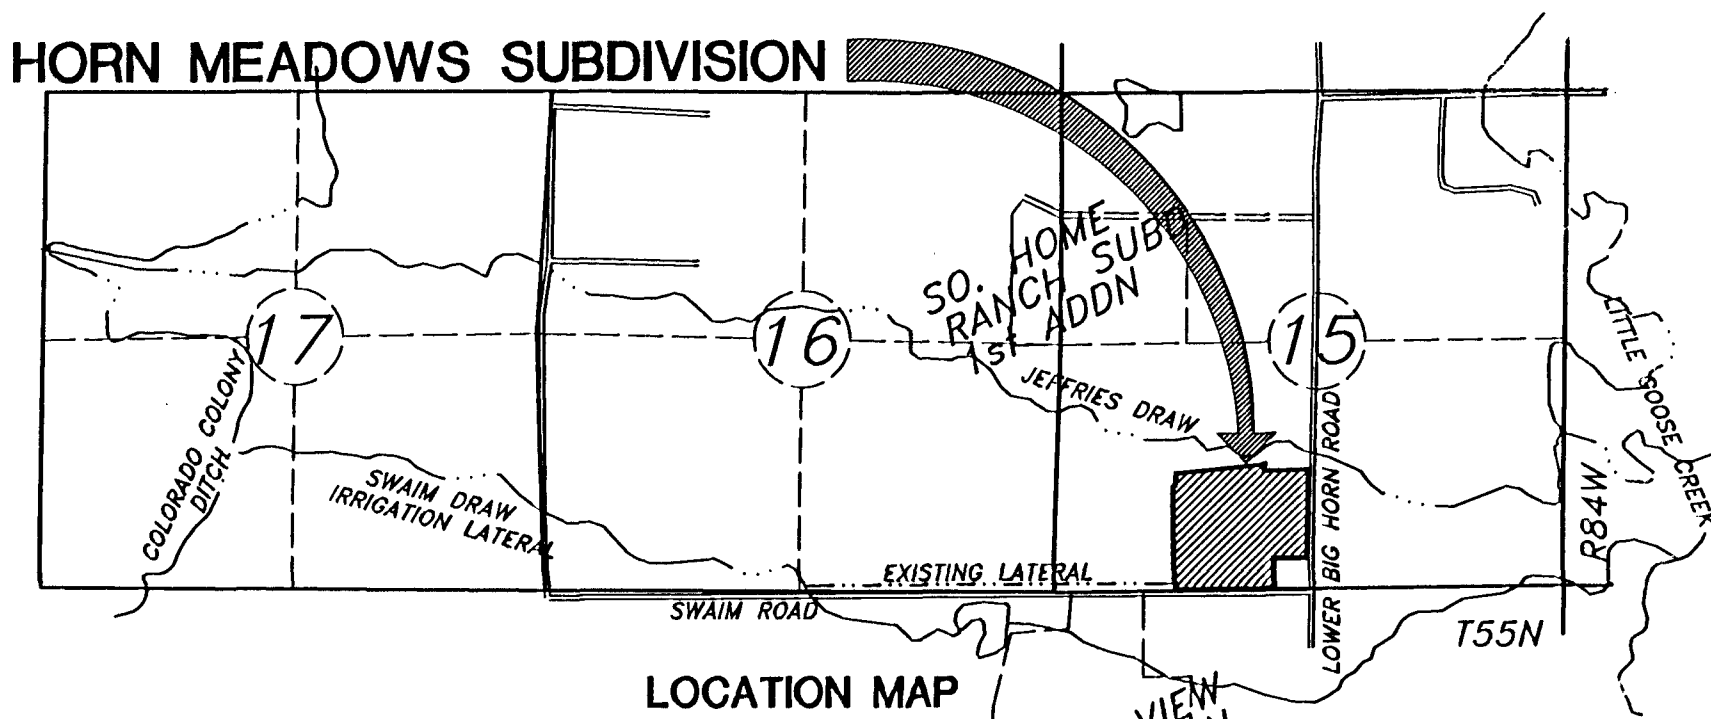 HORN MEADOWS SUBDIVISION
SO. HOME
RANCH SUBD
1st ADDN
17
16
15
JEFFRIES DRAW
LITTLE GOOSE CREEK
COLORADO COLONY
DITCH
SWAIM DRAW
IRRIGATION LATERAL
EXISTING LATERAL
SWAIM ROAD
LOWER BIG HORN ROAD
R84W
T55N
LOCATION MAP
VIEW